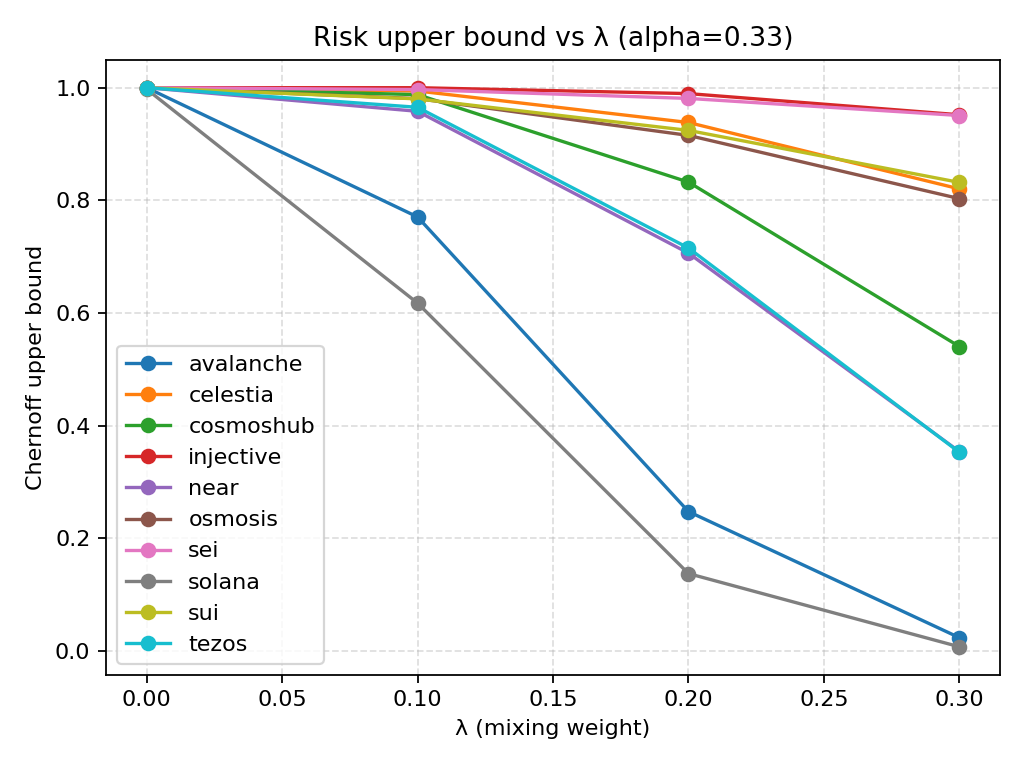 Risk upper bound vs λ (alpha=0.33)
Chernoff upper bound
1.0
0.8
0.6
0.4
0.2
0.0
avalanche
celestia
cosmoshub
injective
near
osmosis
sei
solana
sui
tezos
0.00 0.05 0.10 0.15 0.20 0.25 0.30
λ (mixing weight)